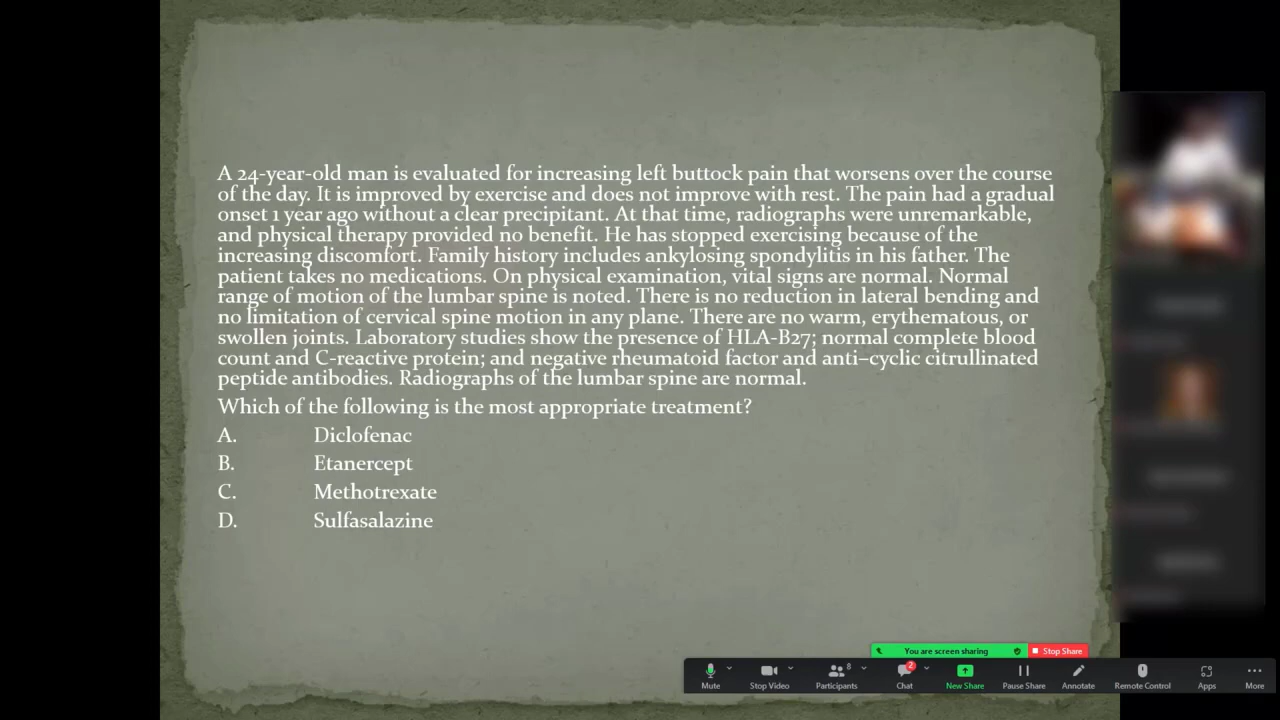 A 24-year-old man is evaluated for increasing left buttock pain that worsens over the course
of the day. It is improved by exercise and does not improve with rest. The pain had a gradual
onset 1 year ago without a clear precipitant. At that time, radiographs were unremarkable,
and physical therapy provided no benefit. He has stopped exercising because of the
increasing discomfort. Family history includes ankylosing spondylitis in his father. The
patient takes no medications. On physical examination, vital signs are normal. Normal
range of motion of the lumbar spine is noted. There is no reduction in lateral bending and
no limitation of cervical spine motion in any plane. There are no warm, erythematous, or
swollen joints. Laboratory studies show the presence of HLA-B27; normal complete blood
count and C-reactive protein; and negative rheumatoid factor and anti–cyclic citrullinated
peptide antibodies. Radiographs of the lumbar spine are normal.
Which of the following is the most appropriate treatment?
A. Diclofenac
B. Etanercept
C. Methotrexate
D. Sulfasalazine
You are screen sharing Stop Share
8 2
Mute Stop Video Participants Chat New Share Pause Share Annotate Remote Control Apps More